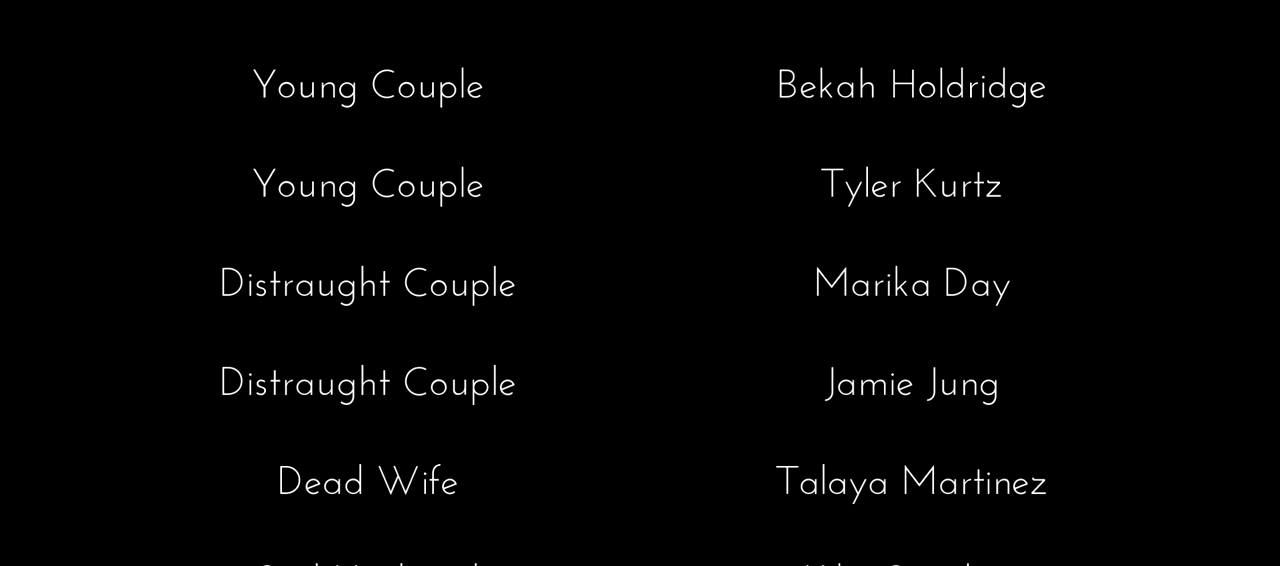 Young Couple Bekah Holdridge
Young Couple Tyler Kurtz
Distraught Couple Marika Day
Distraught Couple Jamie Jung
Dead Wife Talaya Martinez